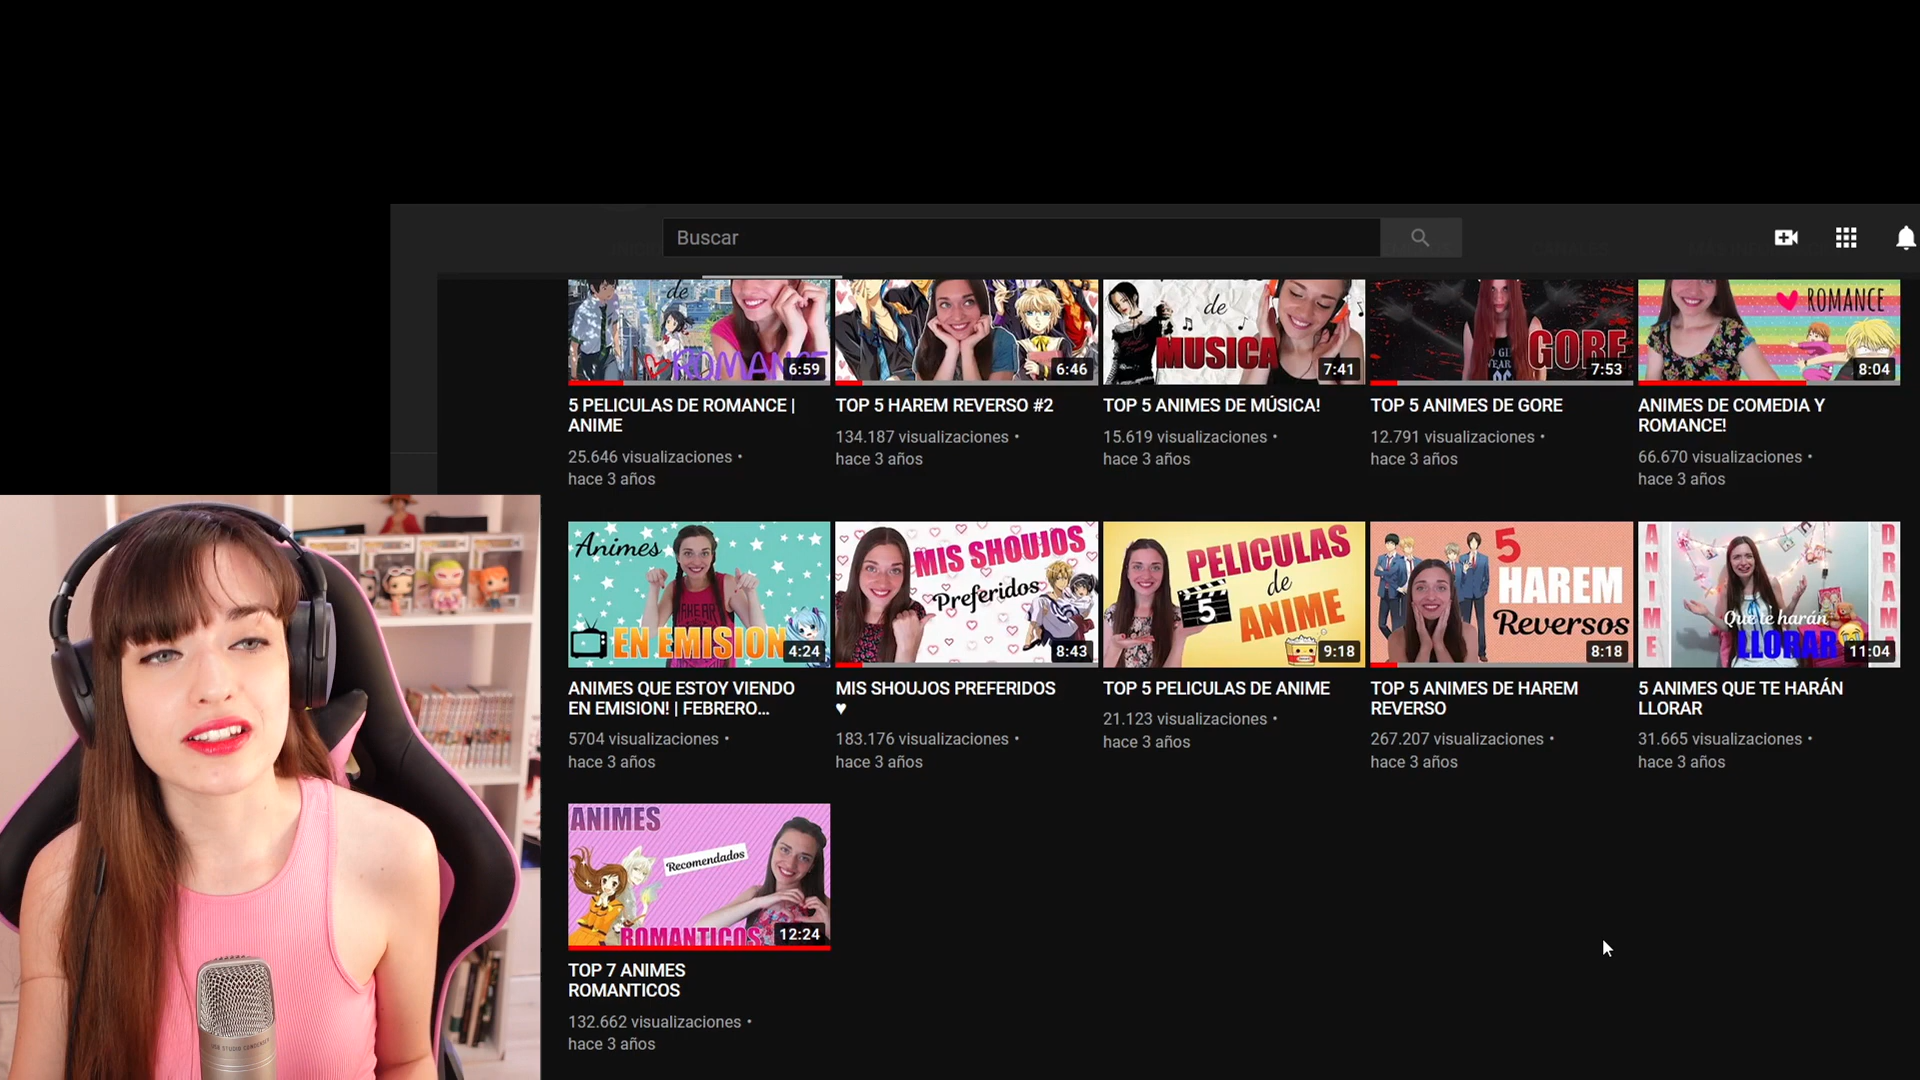 Buscar
de
ROMANCE
6:59
6:46
de
MUSICA
7:41
GORE
7:53
ROMANCE
8:04
5 PELICULAS DE ROMANCE |
ANIME
25.646 visualizaciones •
hace 3 años
TOP 5 HAREM REVERSO #2
134.187 visualizaciones •
hace 3 años
TOP 5 ANIMES DE MÚSICA!
15.619 visualizaciones •
hace 3 años
TOP 5 ANIMES DE GORE
12.791 visualizaciones •
hace 3 años
ANIMES DE COMEDIA Y
ROMANCE!
66.670 visualizaciones •
hace 3 años
Animes
EN EMISION
4:24
MIS SHOUJOS
Preferidos
8:43
PELICULAS
de
5
ANIME
9:18
5
HAREM
Reversos
8:18
ANIME
Que te harán
LLORAR
DRAMA
11:04
ANIMES QUE ESTOY VIENDO
EN EMISION! | FEBRERO...
5704 visualizaciones •
hace 3 años
MIS SHOUJOS PREFERIDOS
♥
183.176 visualizaciones •
hace 3 años
TOP 5 PELICULAS DE ANIME
21.123 visualizaciones •
hace 3 años
TOP 5 ANIMES DE HAREM
REVERSO
267.207 visualizaciones •
hace 3 años
5 ANIMES QUE TE HARÁN
LLORAR
31.665 visualizaciones •
hace 3 años
ANIMES
Recomendados
ROMANTICOS
12:24
TOP 7 ANIMES
ROMANTICOS
132.662 visualizaciones •
hace 3 años